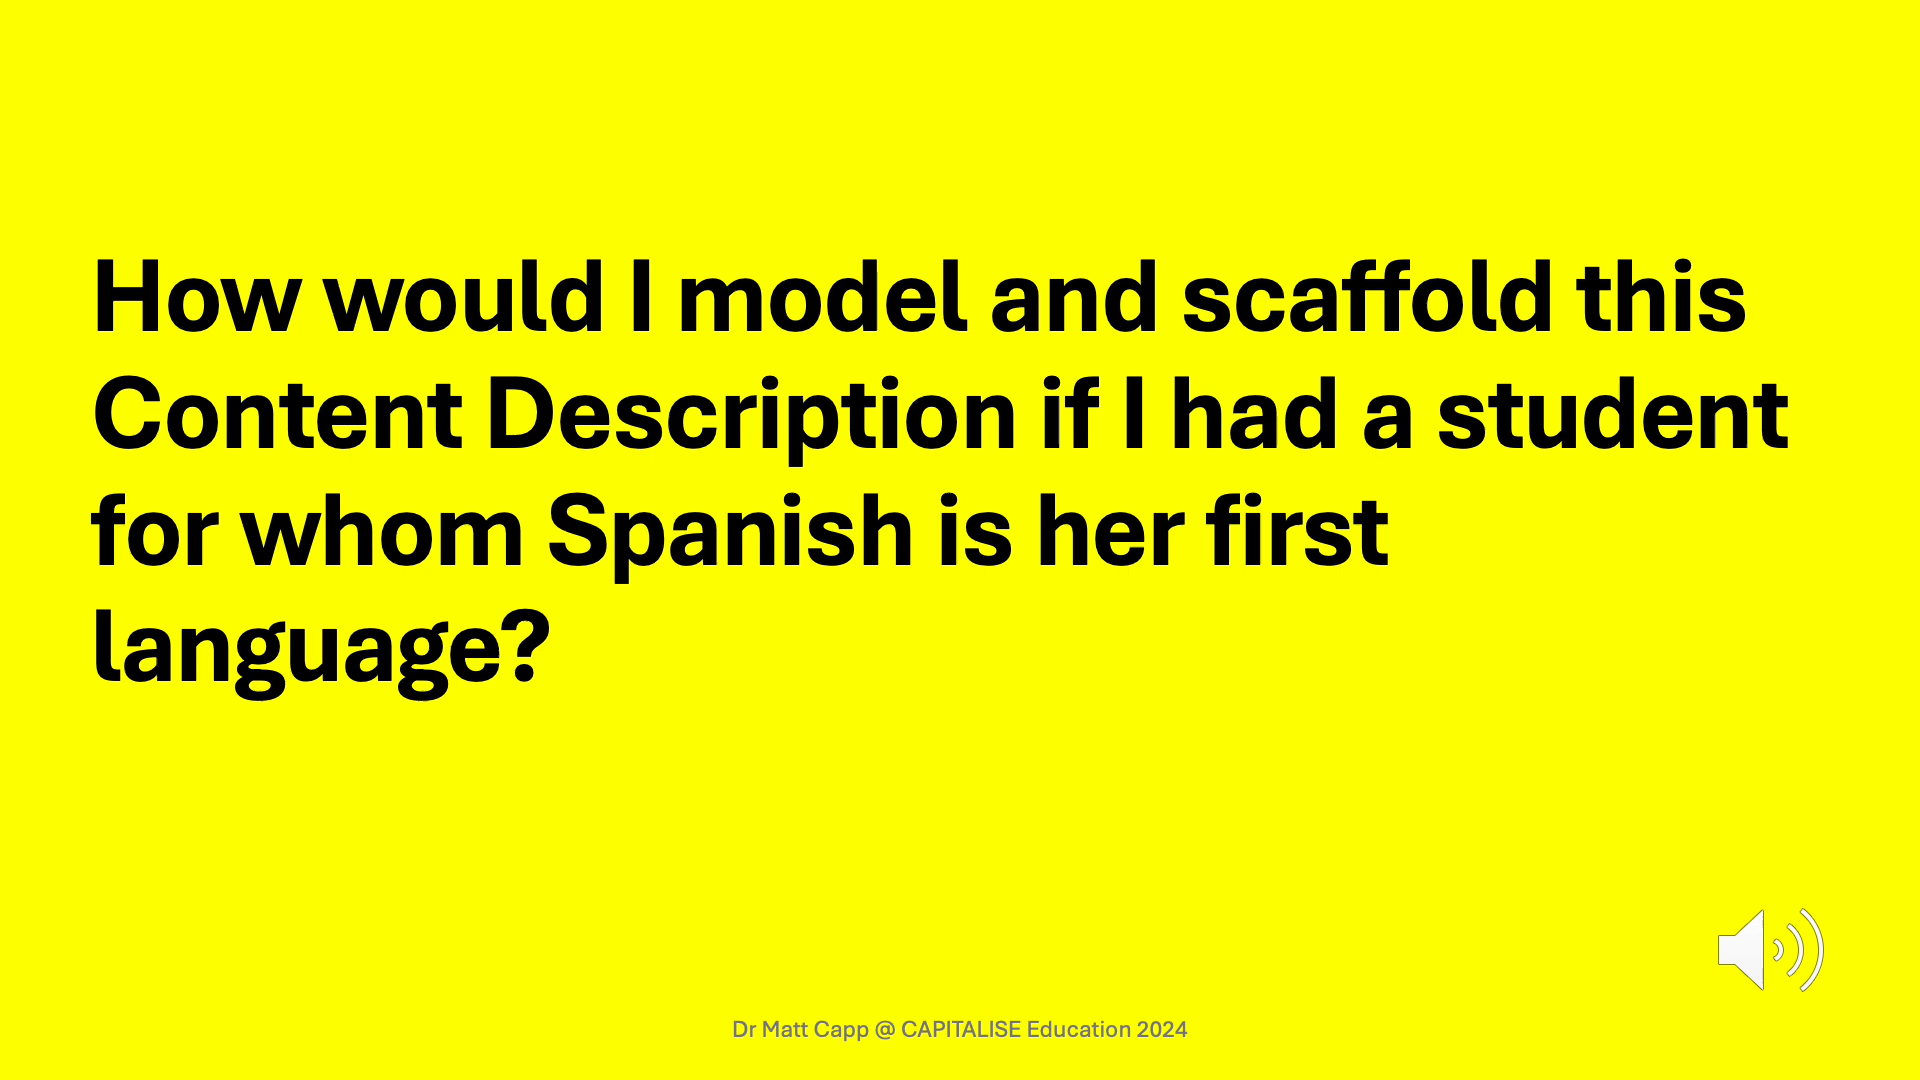 How would I model and scaffold this
Content Description if I had a student
for whom Spanish is her first
language?
Dr Matt Capp @ CAPITALISE Education 2024